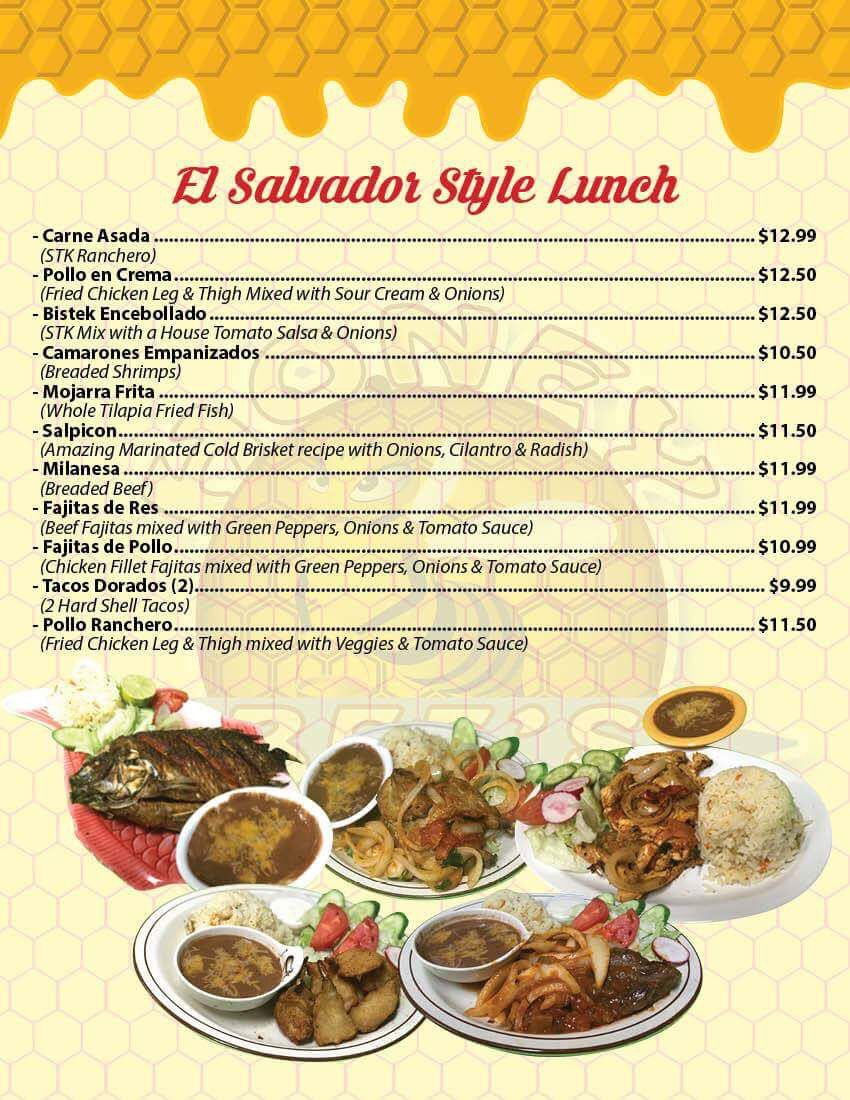 El Salvador Style Lunch
- Carne Asada ........ $12.99
(STK Ranchero)
- Pollo en Crema ........ $12.50
(Fried Chicken Leg & Thigh Mixed with Sour Cream & Onions)
- Bistek Encebollado ........ $12.50
(STK Mix with a House Tomato Salsa & Onions)
- Camarones Empanizados ........ $10.50
(Breaded Shrimps)
- Mojarra Frita ........ $11.99
(Whole Tilapia Fried Fish)
- Salpicon ........ $11.50
(Amazing Marinated Cold Brisket recipe with Onions, Cilantro & Radish)
- Milanesa ........ $11.99
(Breaded Beef)
- Fajitas de Res ........ $11.99
(Beef Fajitas mixed with Green Peppers, Onions & Tomato Sauce)
- Fajitas de Pollo ........ $10.99
(Chicken Fillet Fajitas mixed with Green Peppers, Onions & Tomato Sauce)
- Tacos Dorados (2) ........ $9.99
(2 Hard Shell Tacos)
- Pollo Ranchero ........ $11.50
(Fried Chicken Leg & Thigh mixed with Veggies & Tomato Sauce)